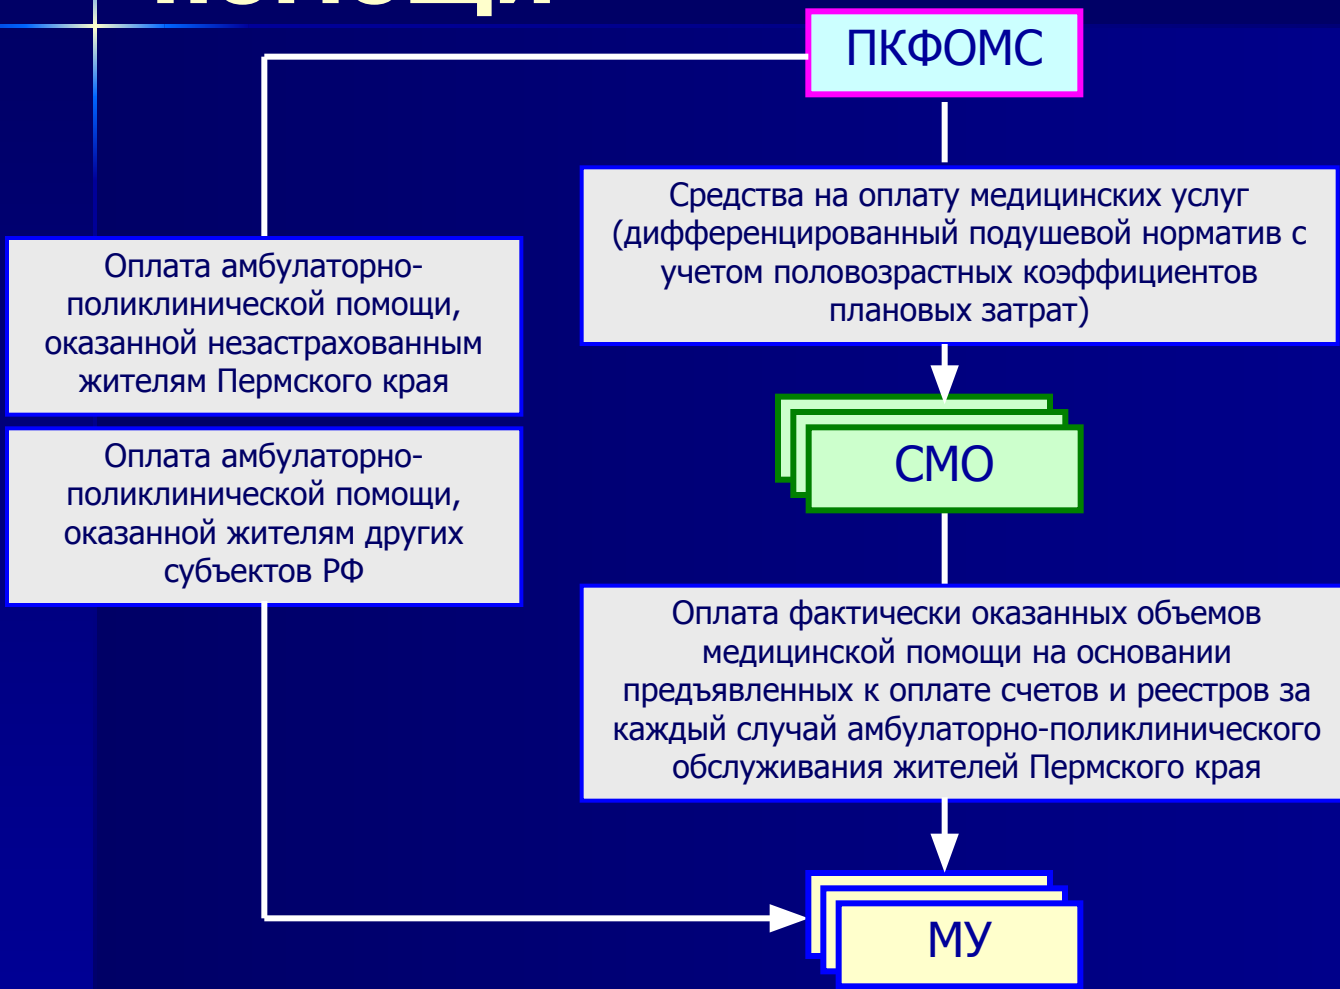 помощи
ПКФОМС
Средства на оплату медицинских услуг
(дифференцированный подушевой норматив с
учетом половозрастных коэффициентов
плановых затрат)
Оплата амбулаторно-
поликлинической помощи,
оказанной незастрахованным
жителям Пермского края
Оплата амбулаторно-
поликлинической помощи,
оказанной жителям других
субъектов РФ
СМО
Оплата фактически оказанных объемов
медицинской помощи на основании
предъявленных к оплате счетов и реестров за
каждый случай амбулаторно-поликлинического
обслуживания жителей Пермского края
МУ